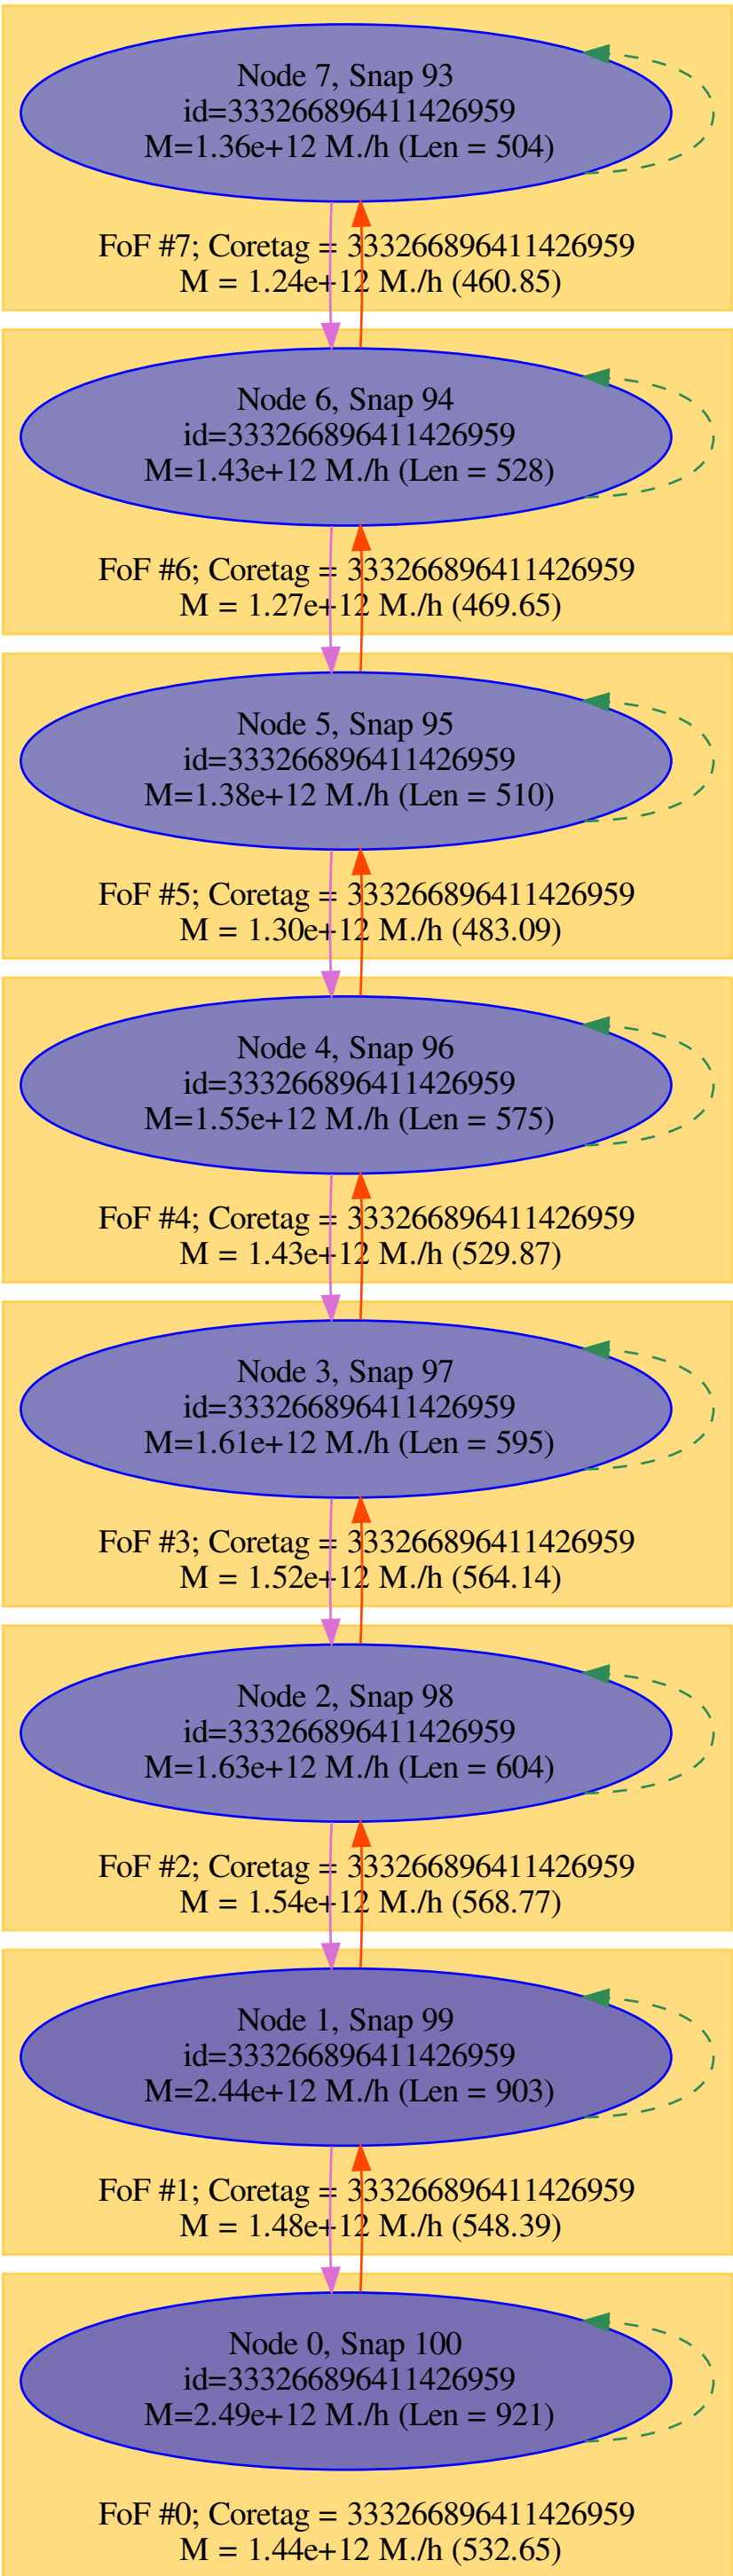 Node 7, Snap 93
id=333266896411426959
M=1.36e+12 M./h (Len = 504)
FoF #7; Coretag = 333266896411426959
M = 1.24e+12 M./h (460.85)
Node 6, Snap 94
id=333266896411426959
M=1.43e+12 M./h (Len = 528)
FoF #6; Coretag = 333266896411426959
M = 1.27e+12 M./h (469.65)
Node 5, Snap 95
id=333266896411426959
M=1.38e+12 M./h (Len = 510)
FoF #5; Coretag = 333266896411426959
M = 1.30e+12 M./h (483.09)
Node 4, Snap 96
id=333266896411426959
M=1.55e+12 M./h (Len = 575)
FoF #4; Coretag = 333266896411426959
M = 1.43e+12 M./h (529.87)
Node 3, Snap 97
id=333266896411426959
M=1.61e+12 M./h (Len = 595)
FoF #3; Coretag = 333266896411426959
M = 1.52e+12 M./h (564.14)
Node 2, Snap 98
id=333266896411426959
M=1.63e+12 M./h (Len = 604)
FoF #2; Coretag = 333266896411426959
M = 1.54e+12 M./h (568.77)
Node 1, Snap 99
id=333266896411426959
M=2.44e+12 M./h (Len = 903)
FoF #1; Coretag = 333266896411426959
M = 1.48e+12 M./h (548.39)
Node 0, Snap 100
id=333266896411426959
M=2.49e+12 M./h (Len = 921)
FoF #0; Coretag = 333266896411426959
M = 1.44e+12 M./h (532.65)